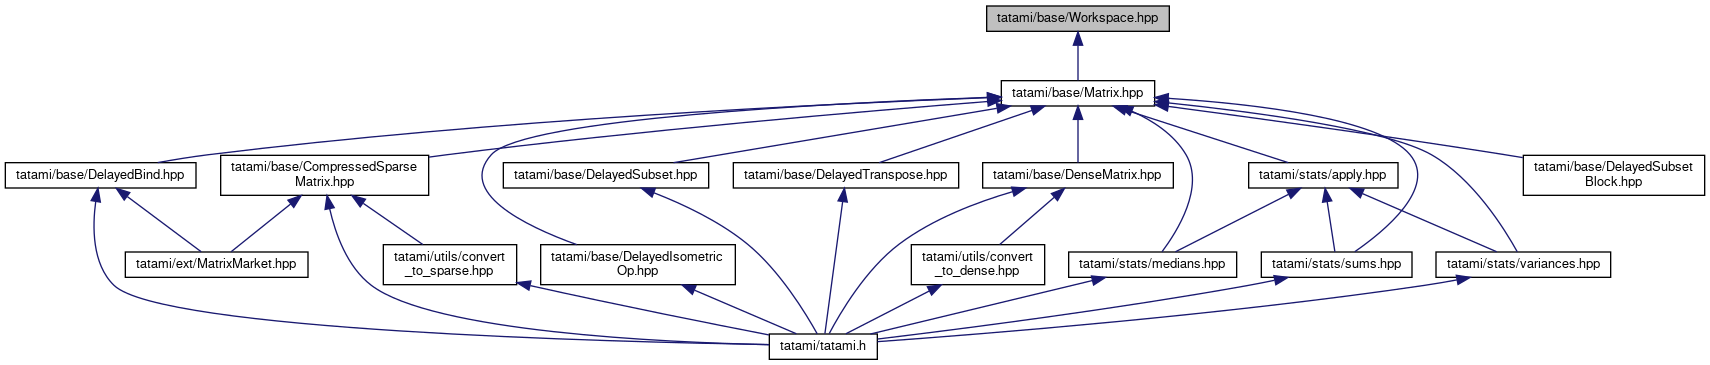 tatami/base/Workspace.hpp
tatami/base/Matrix.hpp
tatami/base/DelayedBind.hpp
tatami/base/CompressedSparse
Matrix.hpp
tatami/base/DelayedSubset.hpp
tatami/base/DelayedTranspose.hpp
tatami/base/DenseMatrix.hpp
tatami/stats/apply.hpp
tatami/base/DelayedSubset
Block.hpp
tatami/ext/MatrixMarket.hpp
tatami/utils/convert
_to_sparse.hpp
tatami/base/DelayedIsometric
Op.hpp
tatami/utils/convert
_to_dense.hpp
tatami/stats/medians.hpp
tatami/stats/sums.hpp
tatami/stats/variances.hpp
tatami/tatami.h